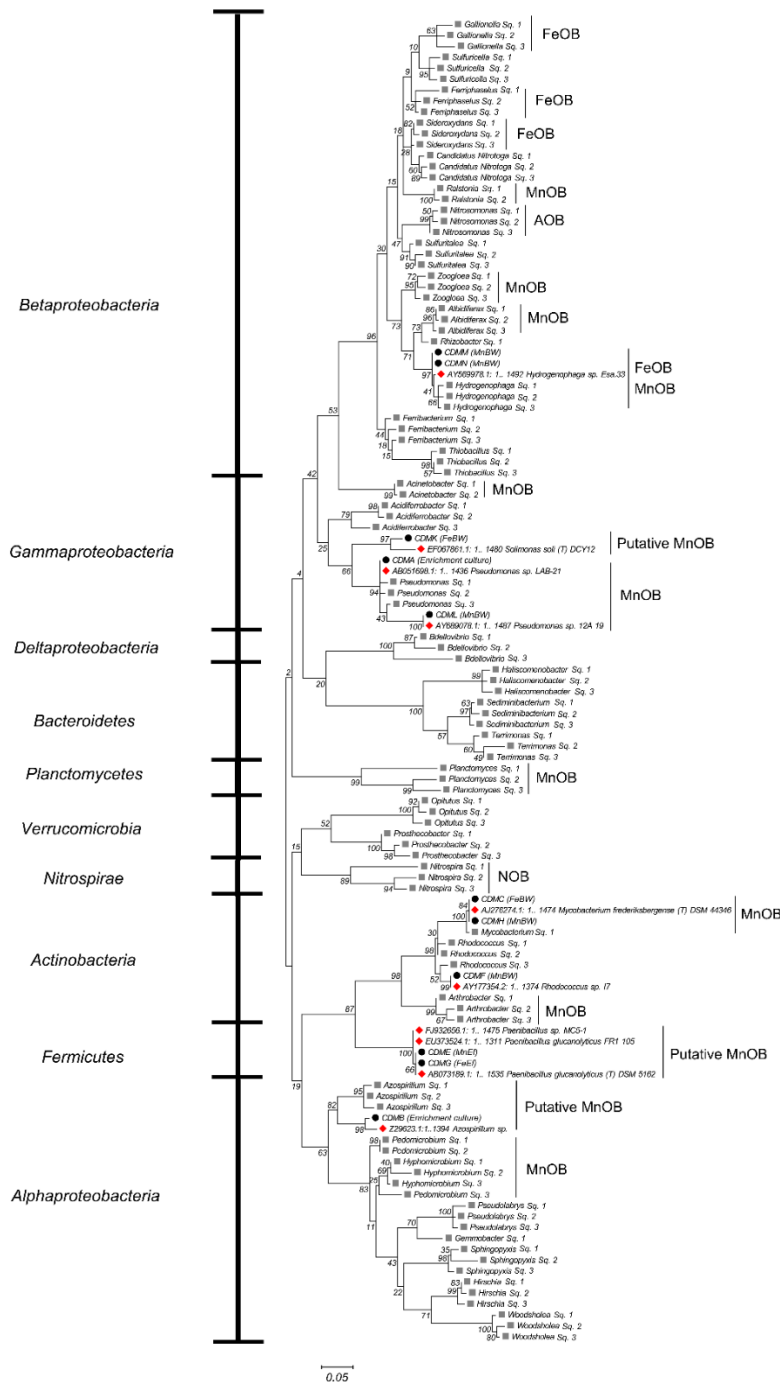 Gallionella Sq. 1
Gallionella Sq. 2
Gallionella Sq. 3
FeOB
Sulfuricella Sq. 1
Sulfuricella Sq. 2
Sulfuricella Sq. 3
Ferriphaselus Sq. 1
Ferriphaselus Sq. 2
Ferriphaselus Sq. 3
FeOB
Sideroxydans Sq. 1
Sideroxydans Sq. 2
Sideroxydans Sq. 3
FeOB
Candidatus Nitrotoga Sq. 1
Candidatus Nitrotoga Sq. 2
Candidatus Nitrotoga Sq. 3
Ralstonia Sq. 1
Ralstonia Sq. 2
MnOB
Nitrosomonas Sq. 1
Nitrosomonas Sq. 2
Nitrosomonas Sq. 3
AOB
Sulfuritalea Sq. 1
Sulfuritalea Sq. 2
Sulfuritalea Sq. 3
Zoogloea Sq. 1
Zoogloea Sq. 2
Zoogloea Sq. 3
MnOB
Betaproteobacteria
Albidiferax Sq. 1
Albidiferax Sq. 2
Albidiferax Sq. 3
MnOB
Rhizobacter Sq. 1
CDMM (MnBW)
CDMN (MnBW)
AY569978.1: 1.. 1492 Hydrogenophaga sp. Esa.33
Hydrogenophaga Sq. 1
Hydrogenophaga Sq. 2
Hydrogenophaga Sq. 3
FeOB
MnOB
Ferribacterium Sq. 1
Ferribacterium Sq. 2
Ferribacterium Sq. 3
Thiobacillus Sq. 1
Thiobacillus Sq. 2
Thiobacillus Sq. 3
Acinetobacter Sq. 1
Acinetobacter Sq. 2
MnOB
Acidiferrobacter Sq. 1
Acidiferrobacter Sq. 2
Acidiferrobacter Sq. 3
CDMK (FeBW)
EF067861.1: 1.. 1480 Solimonas soli (T) DCY12
Putative MnOB
Gammaproteobacteria
CDMA (Enrichment culture)
AB051698.1: 1.. 1436 Pseudomonas sp. LAB-21
Pseudomonas Sq. 1
Pseudomonas Sq. 2
Pseudomonas Sq. 3
CDML (MnBW)
AY689078.1: 1.. 1487 Pseudomonas sp. 12A 19
MnOB
Deltaproteobacteria
Bdellovibrio Sq. 1
Bdellovibrio Sq. 2
Bdellovibrio Sq. 3
Bacteroidetes
Haliscomenobacter Sq. 1
Haliscomenobacter Sq. 2
Haliscomenobacter Sq. 3
Sediminibacterium Sq. 1
Sediminibacterium Sq. 2
Sediminibacterium Sq. 3
Terrimonas Sq. 1
Terrimonas Sq. 2
Terrimonas Sq. 3
Planctomycetes
Planctomyces Sq. 1
Planctomyces Sq. 2
Planctomyces Sq. 3
MnOB
Verrucomicrobia
Opitutus Sq. 1
Opitutus Sq. 2
Opitutus Sq. 3
Prosthecobacter Sq. 1
Prosthecobacter Sq. 2
Prosthecobacter Sq. 3
Nitrospirae
Nitrospira Sq. 1
Nitrospira Sq. 2
Nitrospira Sq. 3
NOB
Actinobacteria
CDMC (FeBW)
AJ276274.1: 1.. 1474 Mycobacterium frederiksbergense (T) DSM 44346
CDMH (MnBW)
Mycobacterium Sq. 1
MnOB
Rhodococcus Sq. 1
Rhodococcus Sq. 2
Rhodococcus Sq. 3
CDMF (MnBW)
AY177354.2: 1.. 1374 Rhodococcus sp. I7
Arthrobacter Sq. 1
Arthrobacter Sq. 2
Arthrobacter Sq. 3
MnOB
Fermicutes
FJ932656.1: 1.. 1475 Paenibacillus sp. MC5-1
EU373524.1: 1.. 1311 Paenibacillus glucanolyticus FR1 105
CDME (MnEI)
CDMG (FeEI)
AB073189.1: 1.. 1535 Paenibacillus glucanolyticus (T) DSM 5162
Putative MnOB
Alphaproteobacteria
Azospirillum Sq. 1
Azospirillum Sq. 2
Azospirillum Sq. 3
CDMB (Enrichment culture)
Z29623.1:1..1394 Azospirillum sp.
Putative MnOB
Pedomicrobium Sq. 1
Pedomicrobium Sq. 2
Hyphomicrobium Sq. 1
Hyphomicrobium Sq. 2
Hyphomicrobium Sq. 3
Pedomicrobium Sq. 3
MnOB
Pseudolabrys Sq. 1
Pseudolabrys Sq. 2
Pseudolabrys Sq. 3
Gemmobacter Sq. 1
Sphingopyxis Sq. 1
Sphingopyxis Sq. 2
Sphingopyxis Sq. 3
Hirschia Sq. 1
Hirschia Sq. 2
Hirschia Sq. 3
Woodsholea Sq. 1
Woodsholea Sq. 2
Woodsholea Sq. 3
0.05